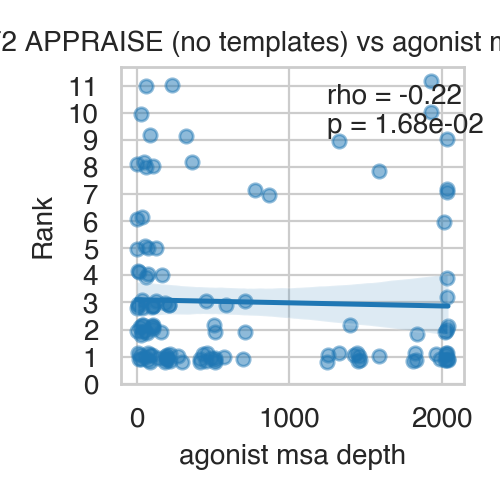 2 APPRAISE (no templates) vs agonist
rho = -0.22
p = 1.68e-02
11
10
9
8
7
6
5
4
3
2
1
0
Rank
0 1000 2000
agonist msa depth